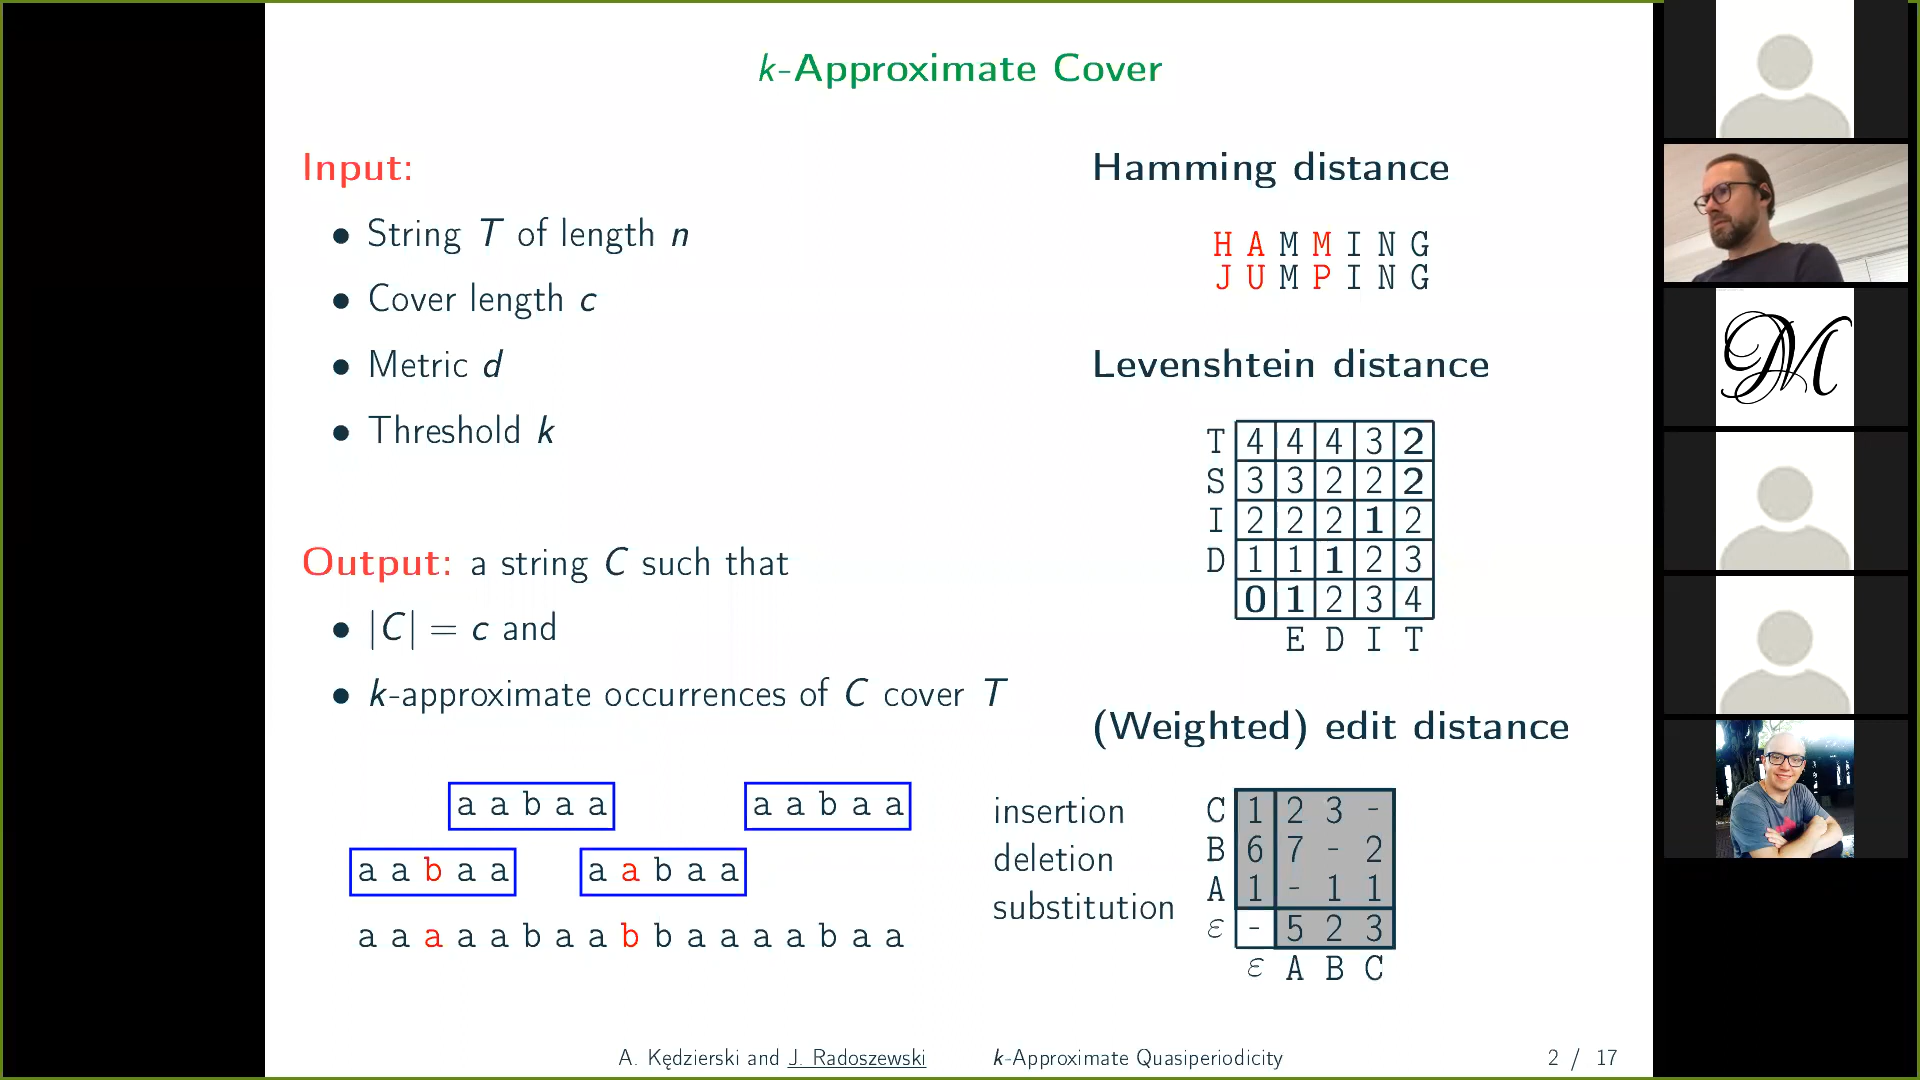 k-Approximate Cover
Input:
• String T of length n
• Cover length c
• Metric d
• Threshold k
Output: a string C such that
• |C| = c and
• k-approximate occurrences of C cover T
a a b a a a a b a a
a a b a a a a b a a
a a a a a b a a b b a a a a b a a
Hamming distance
H A M M I N G
J U M P I N G
Levenshtein distance
T 4 4 4 3 2
S 3 3 2 2 2
I 2 2 2 1 2
D 1 1 1 2 3
0 1 2 3 4
E D I T
(Weighted) edit distance
insertion
deletion
substitution
C 1 2 3 -
B 6 7 - 2
A 1 - 1 1
ε - 5 2 3
ε A B C
A. Kędzierski and J. Radoszewski k-Approximate Quasiperiodicity 2 / 17
M